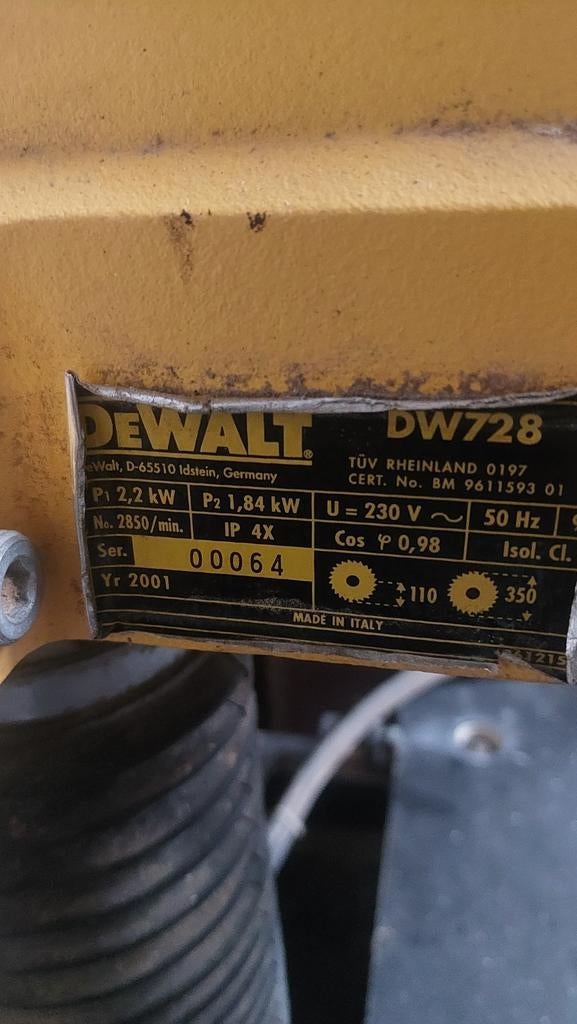 DEWALT®
DW728
eWalt, D-65510 Idstein, Germany
TÜV RHEINLAND 0197
CERT. No. BM 9611593 01
P1 2,2 kW
P2 1,84 kW
U = 230 V ~
50 Hz
No. 2850/min.
IP 4X
Cos φ 0,98
Isol. Cl.
Ser. 00064
Yr 2001
110
350
MADE IN ITALY